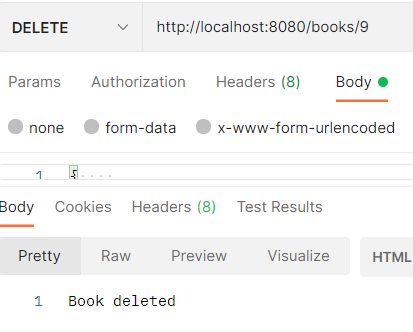 DELETE http://localhost:8080/books/9
Params Authorization Headers (8) Body
none form-data x-www-form-urlencoded
1 {
Body Cookies Headers (8) Test Results
Pretty Raw Preview Visualize HTML
1 Book deleted